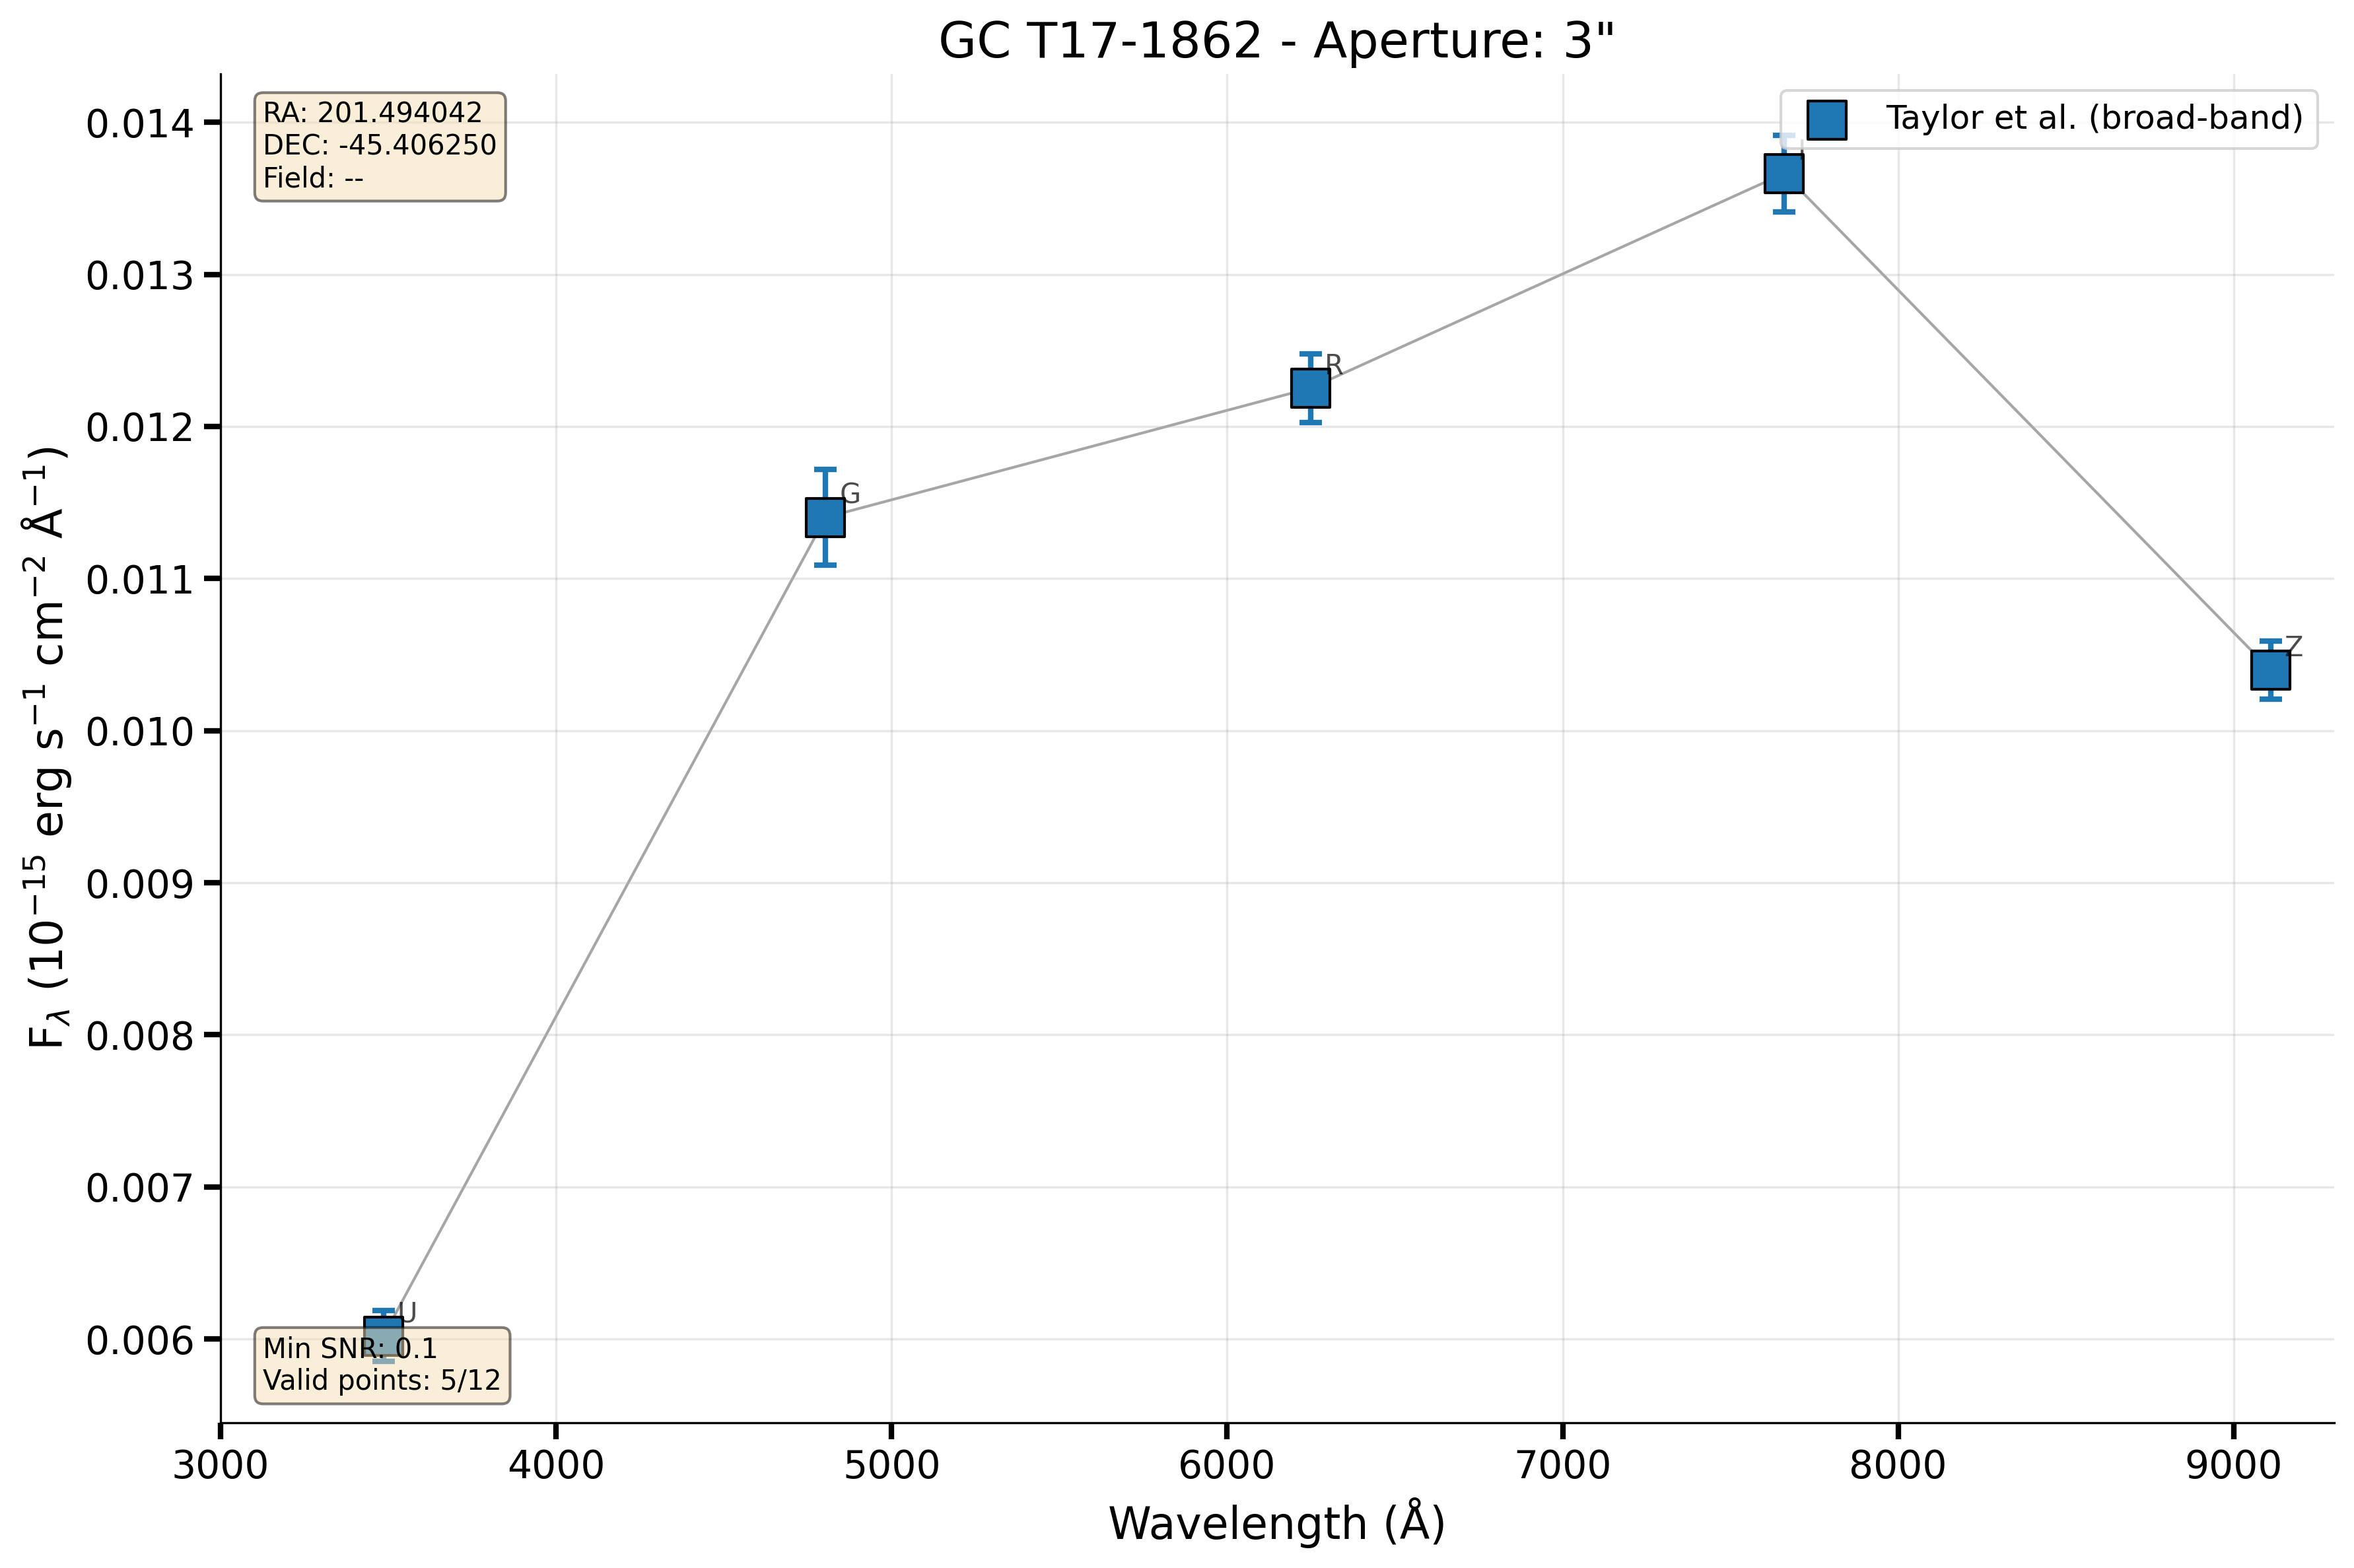 GC T17-1862 - Aperture: 3"
RA: 201.494042
DEC: -45.406250
Field: --
Taylor et al. (broad-band)
0.014
0.013
0.012
0.011
0.010
0.009
0.008
0.007
0.006
F_λ (10⁻¹⁵ erg s⁻¹ cm⁻² Å⁻¹)
U
G
R
I
Z
Min SNR: 0.1
Valid points: 5/12
3000 4000 5000 6000 7000 8000 9000
Wavelength (Å)